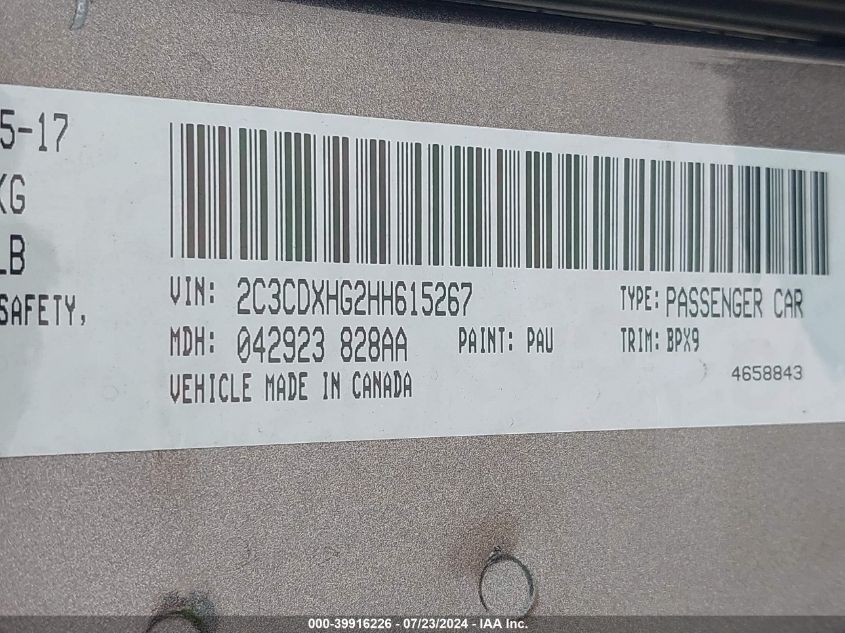 5-17
KG
LB
SAFETY,
VIN: 2C3CDXHG2HH615267 TYPE: PASSENGER CAR
MDH: 042923 828AA PAINT: PAU TRIM: BPX9
VEHICLE MADE IN CANADA 4658843
000-39916226 - 07/23/2024 - IAA Inc.